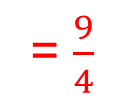 = 9/4